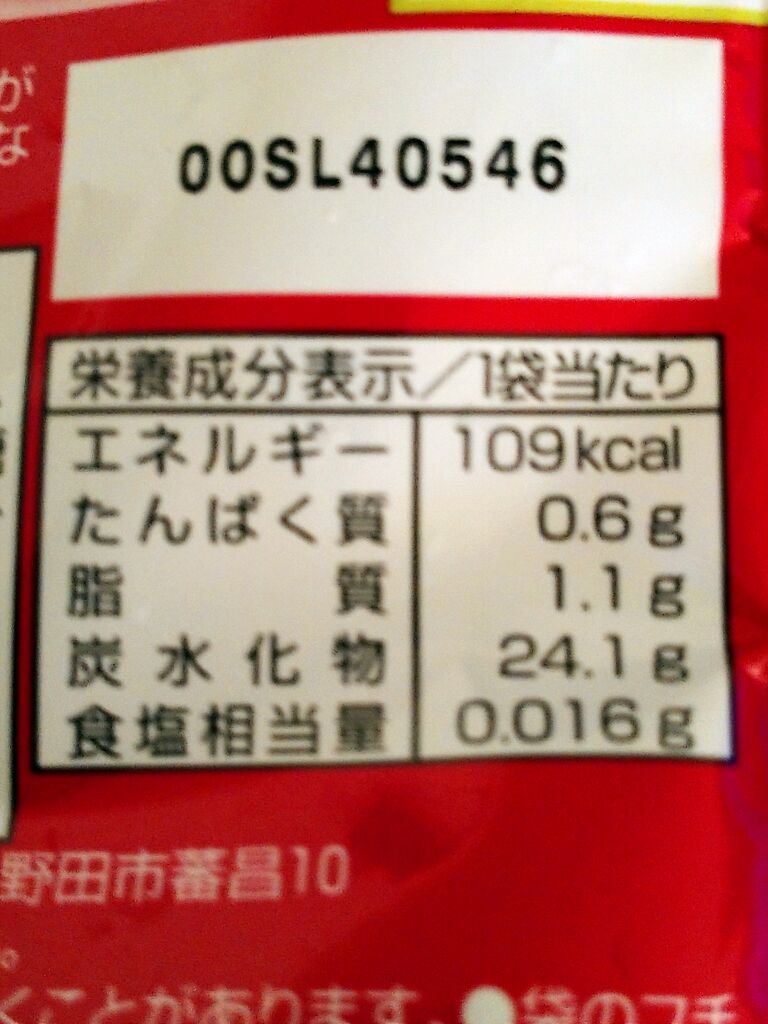 が
な
00SL40546
栄養成分表示/1袋当たり
エネルギー 109kcal
たんぱく質 0.6g
脂質 1.1g
炭水化物 24.1g
食塩相当量 0.016g
野田市蕃昌10
くことがあります。●袋のフチ